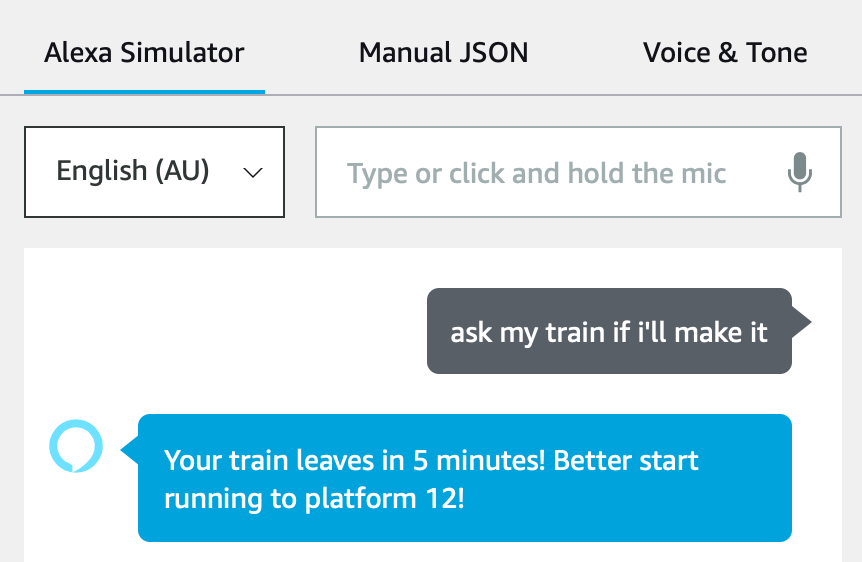 Alexa Simulator
Manual JSON
Voice & Tone
English (AU)
Type or click and hold the mic
ask my train if i'll make it
Your train leaves in 5 minutes! Better start
running to platform 12!